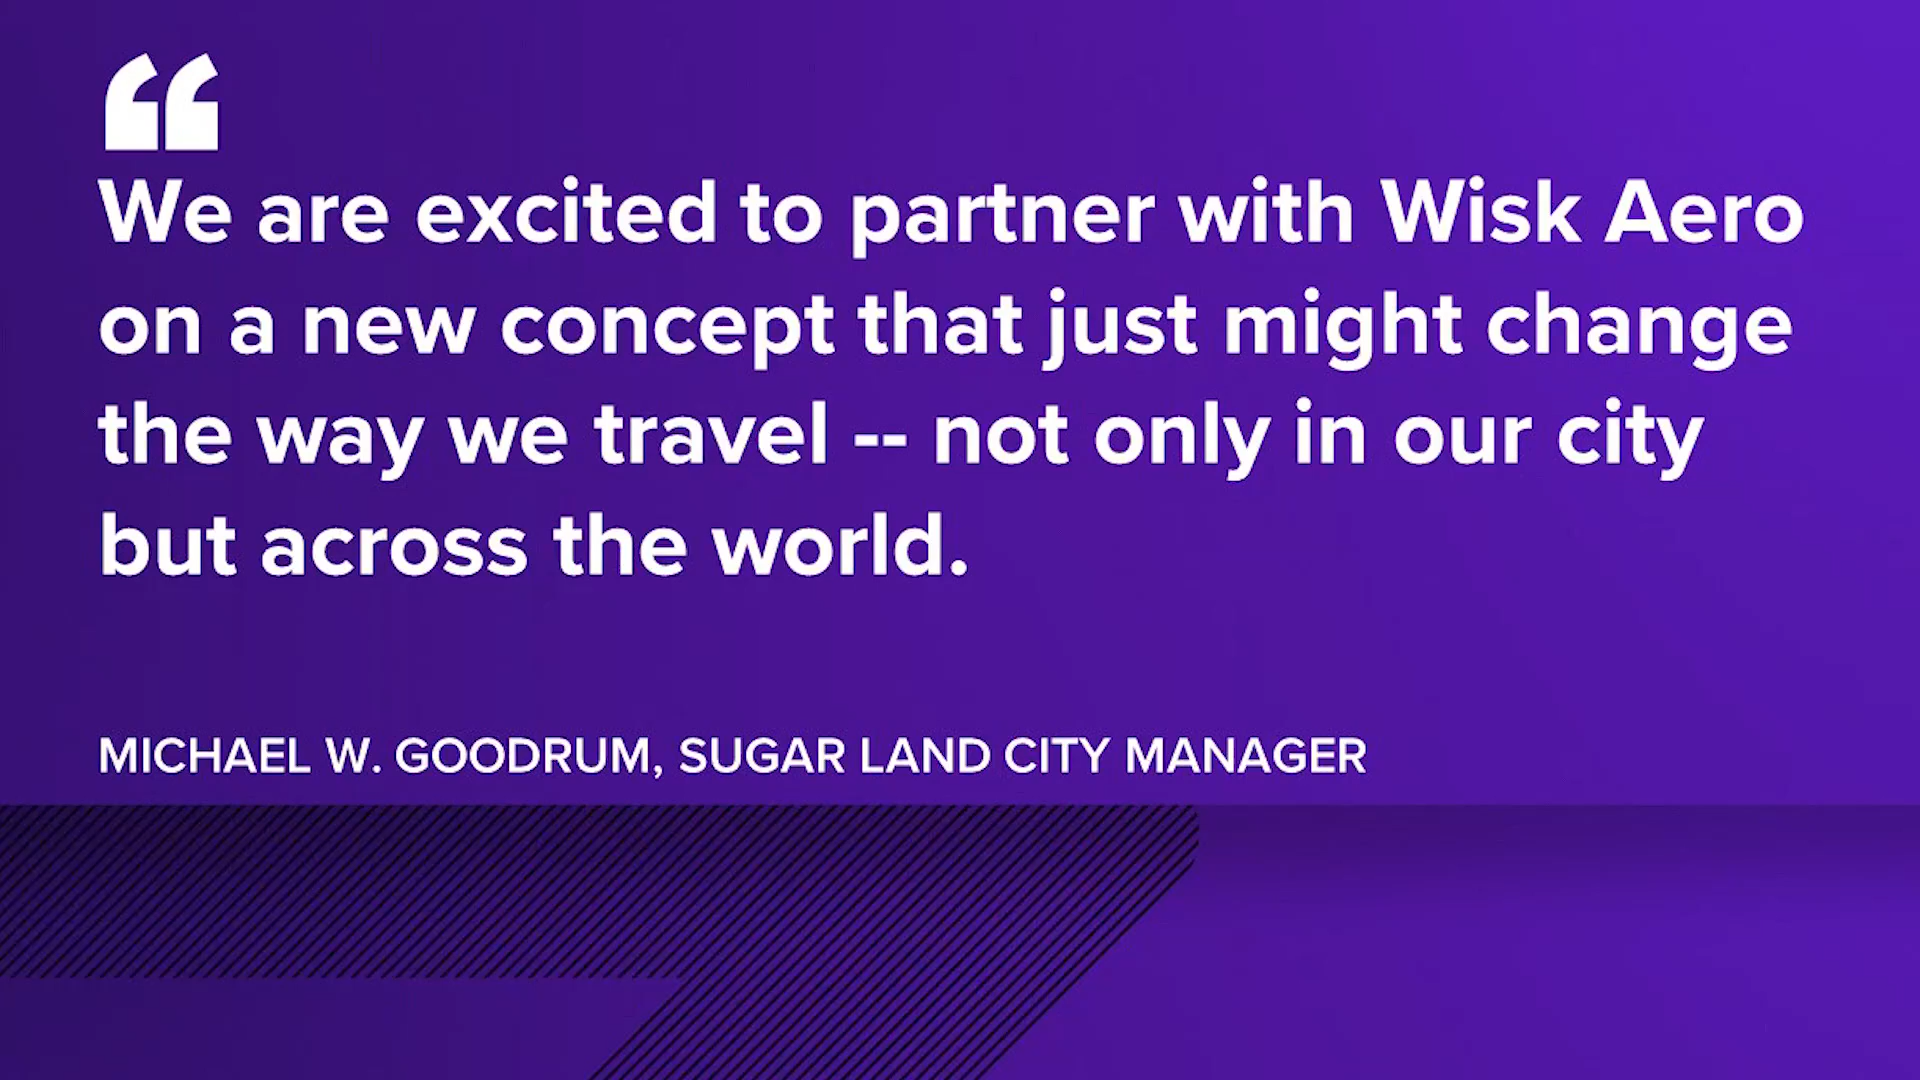 “
We are excited to partner with Wisk Aero
on a new concept that just might change
the way we travel -- not only in our city
but across the world.
MICHAEL W. GOODRUM, SUGAR LAND CITY MANAGER